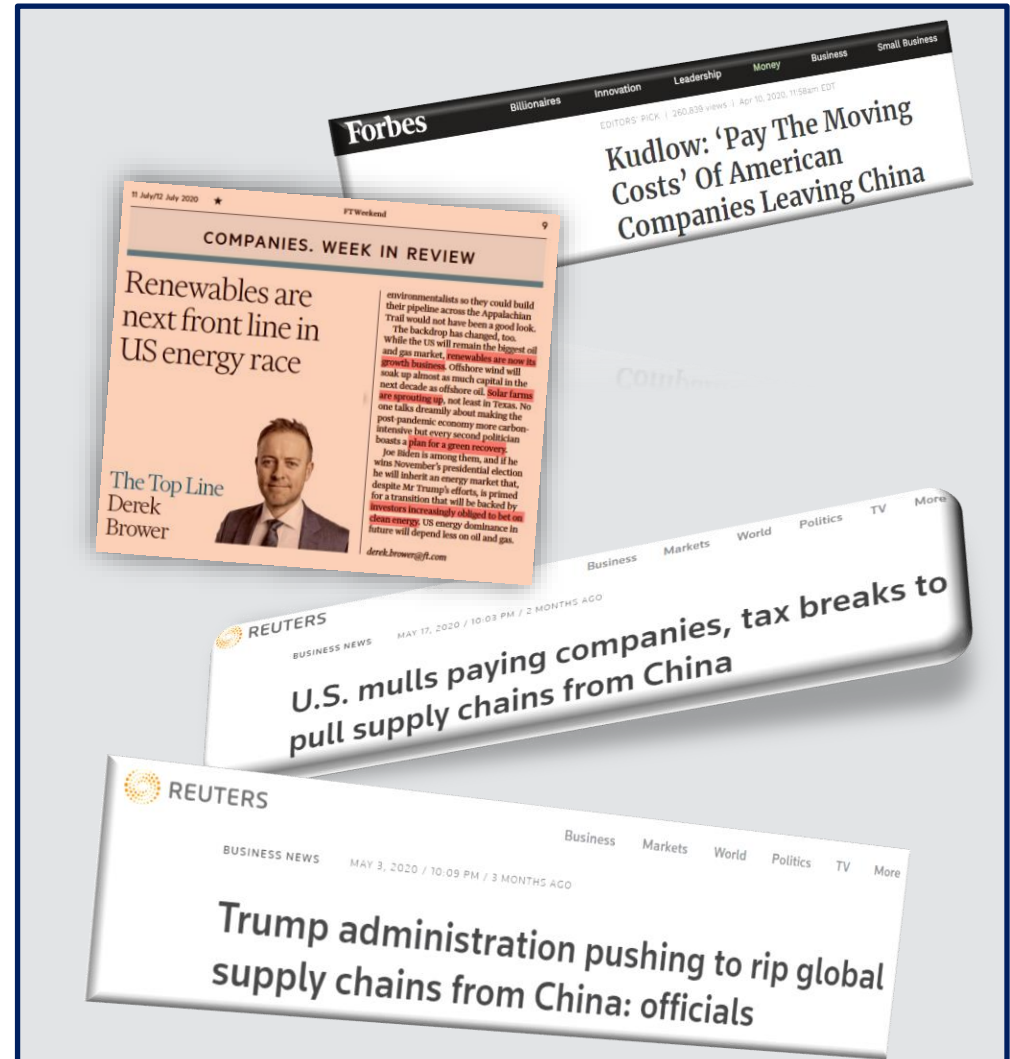 Forbes
Billionaires
Innovation
Leadership
Money
Business
Small Business
EDITORS' PICK | 260,839 views | Apr 10, 2020, 11:58am EDT
Kudlow: ‘Pay The Moving
Costs’ Of American
Companies Leaving China
11 July/12 July 2020
★
FTWeekend
9
COMPANIES. WEEK IN REVIEW
Renewables are
next front line in
US energy race
The Top Line
Derek
Brower
environmentalists so they could build
their pipeline across the Appalachian
Trail would not have been a good look.
The backdrop has changed, too.
While the US will remain the biggest oil
and gas market, renewables are now its
growth business. Offshore wind will
soak up almost as much capital in the
next decade as offshore oil. Solar farms
are sprouting up, not least in Texas. No
one talks dreamily about making the
post-pandemic economy more carbon-
intensive but every second politician
boasts a plan for a green recovery.
Joe Biden is among them, and if he
wins November's presidential election
he will inherit an energy market that,
despite Mr Trump's efforts, is primed
for a transition that will be backed by
investors increasingly obliged to bet on
clean energy. US energy dominance in
future will depend less on oil and gas.
derek.brower@ft.com
REUTERS
Business
Markets
World
Politics
TV
More
BUSINESS NEWS
MAY 17, 2020 / 10:03 PM / 2 MONTHS AGO
U.S. mulls paying companies, tax breaks to
pull supply chains from China
REUTERS
Business
Markets
World
Politics
TV
More
BUSINESS NEWS
MAY 3, 2020 / 10:09 PM / 3 MONTHS AGO
Trump administration pushing to rip global
supply chains from China: officials